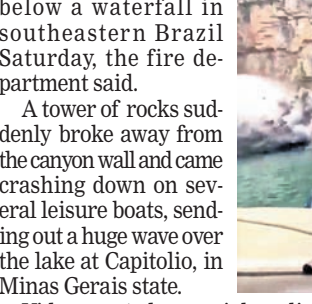 below a waterfall in
southeastern Brazil
Saturday, the fire de-
partment said.
A tower of rocks sud-
denly broke away from
the canyon wall and came
crashing down on sev-
eral leisure boats, send-
ing out a huge wave over
the lake at Capitolio, in
Minas Gerais state.